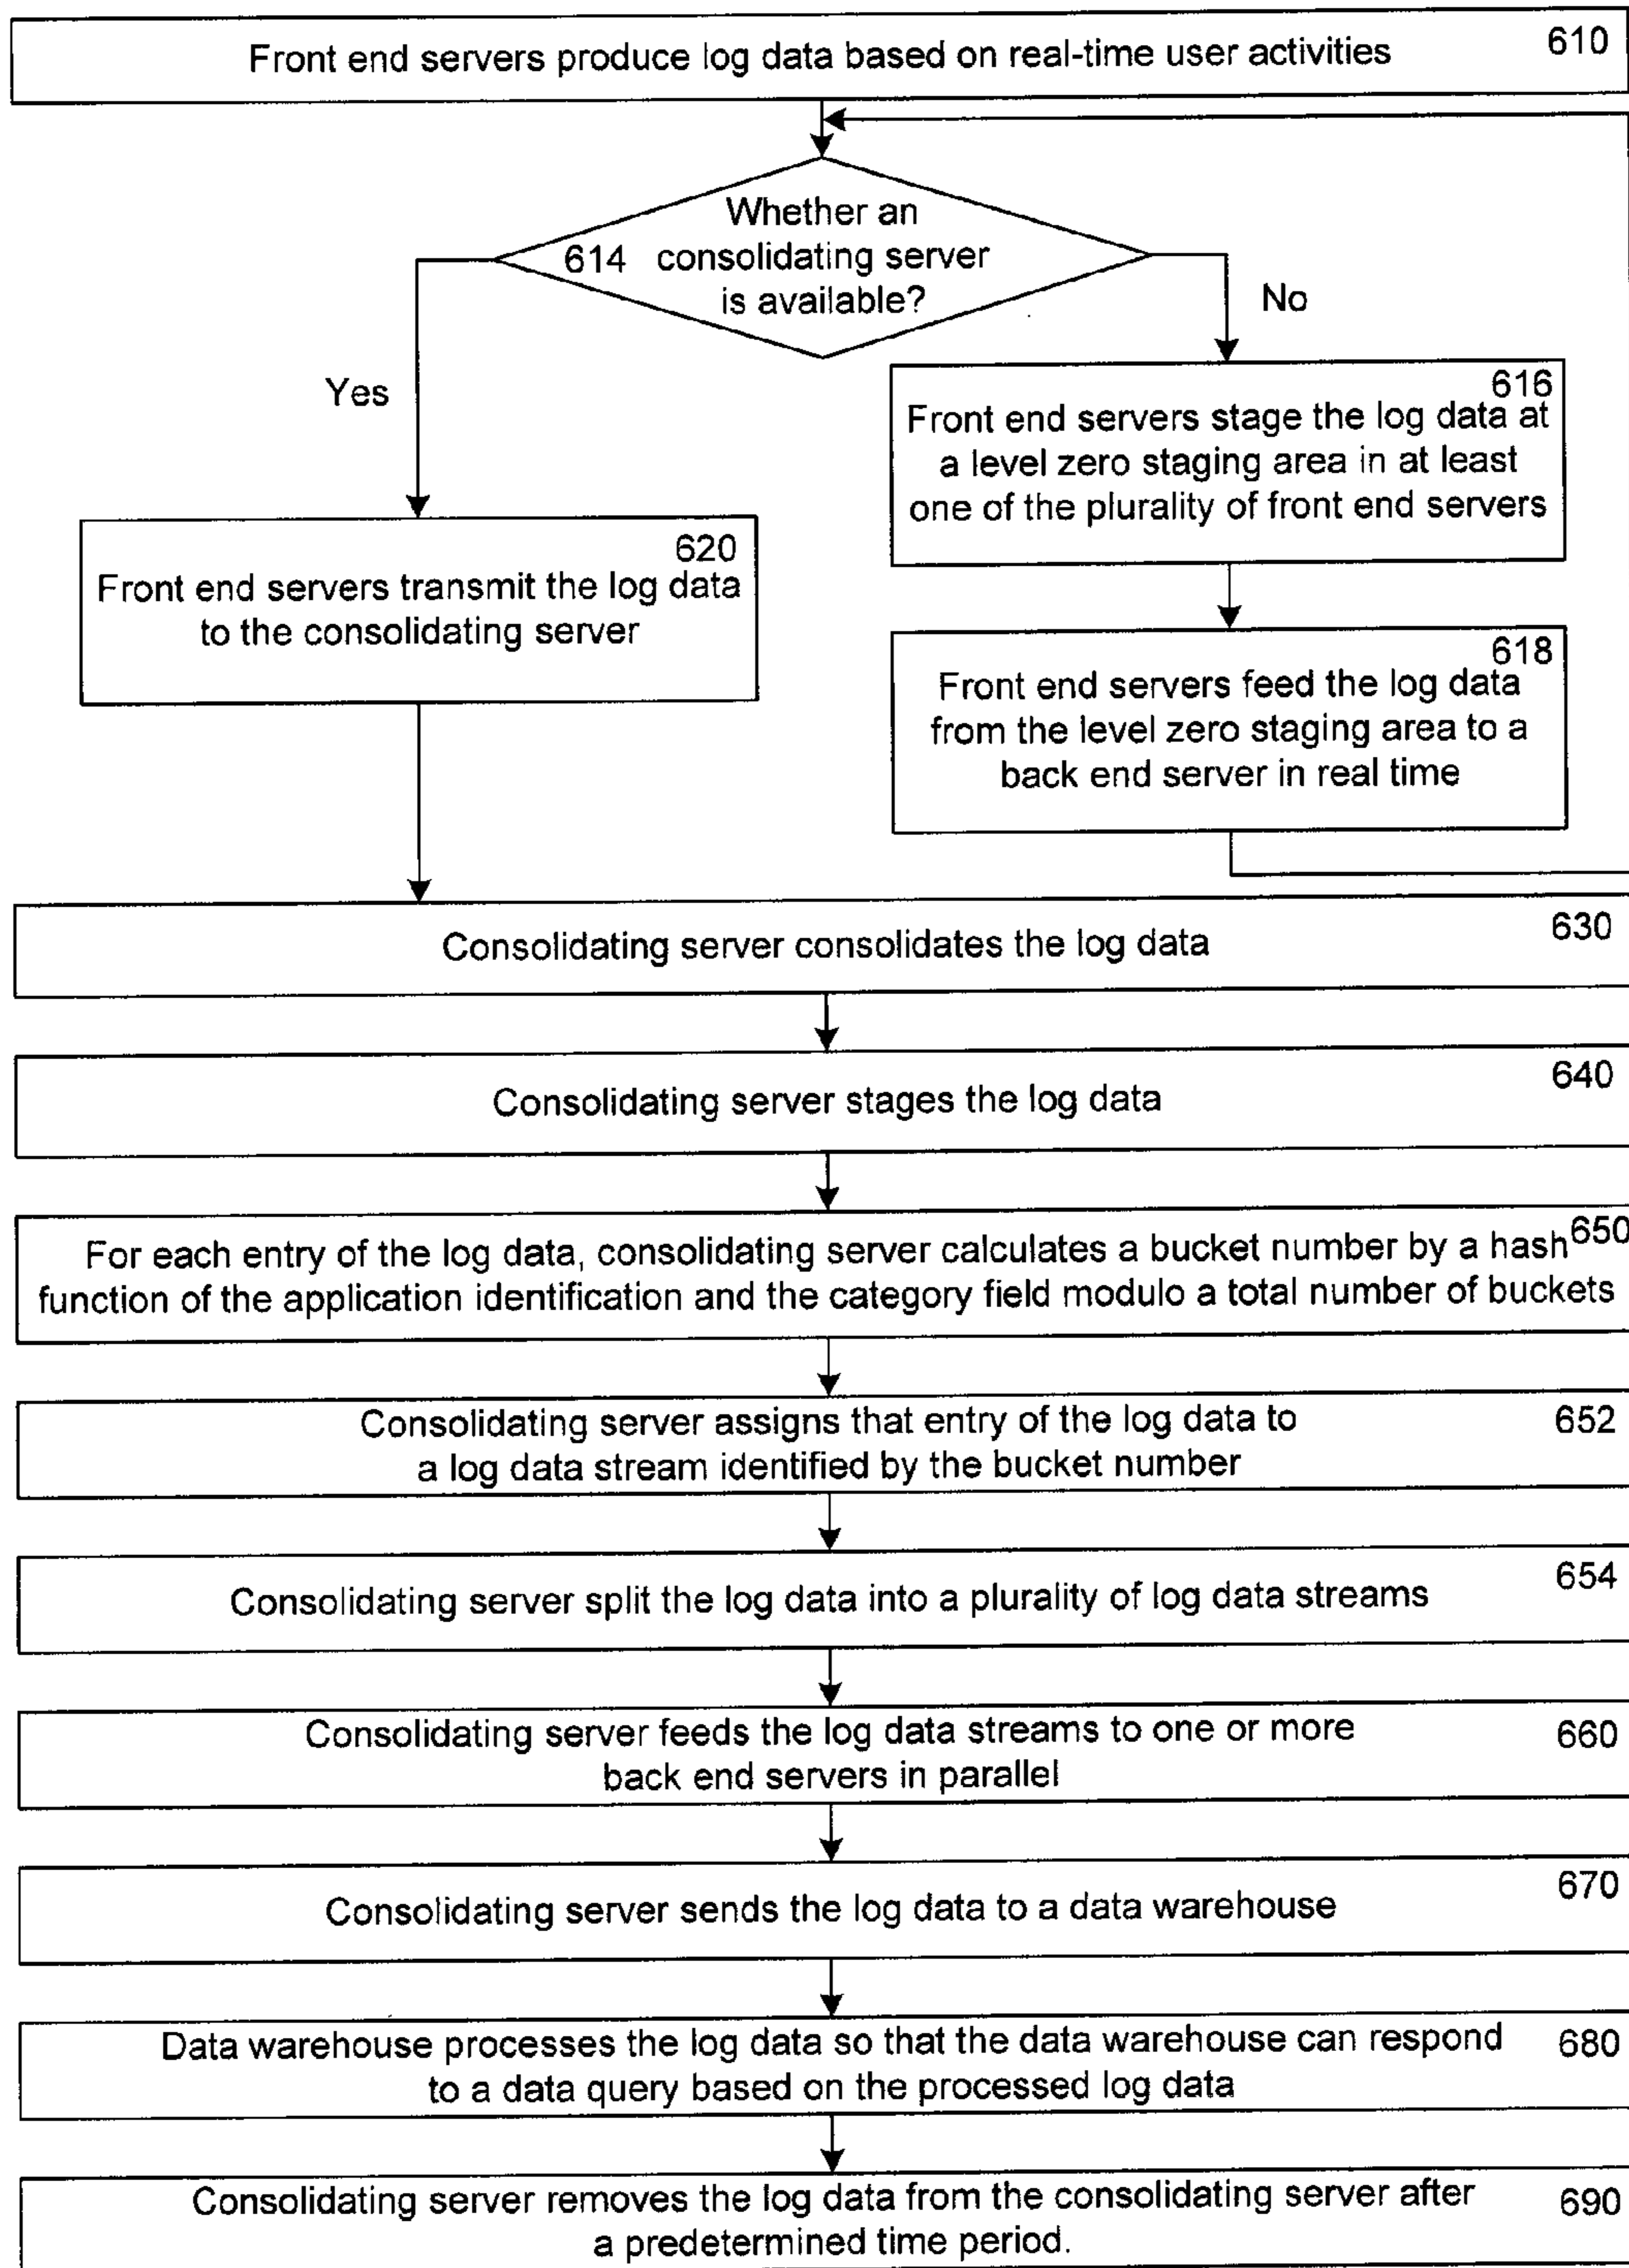 Front end servers produce log data based on real-time user activities 610
Whether an
614 consolidating server
is available?
No
Yes
616
Front end servers stage the log data at
a level zero staging area in at least
one of the plurality of front end servers
620
Front end servers transmit the log data
to the consolidating server
618
Front end servers feed the log data
from the level zero staging area to a
back end server in real time
Consolidating server consolidates the log data 630
Consolidating server stages the log data 640
For each entry of the log data, consolidating server calculates a bucket number by a hash 650
function of the application identification and the category field modulo a total number of buckets
Consolidating server assigns that entry of the log data to 652
a log data stream identified by the bucket number
Consolidating server split the log data into a plurality of log data streams 654
Consolidating server feeds the log data streams to one or more 660
back end servers in parallel
Consolidating server sends the log data to a data warehouse 670
Data warehouse processes the log data so that the data warehouse can respond 680
to a data query based on the processed log data
Consolidating server removes the log data from the consolidating server after 690
a predetermined time period.